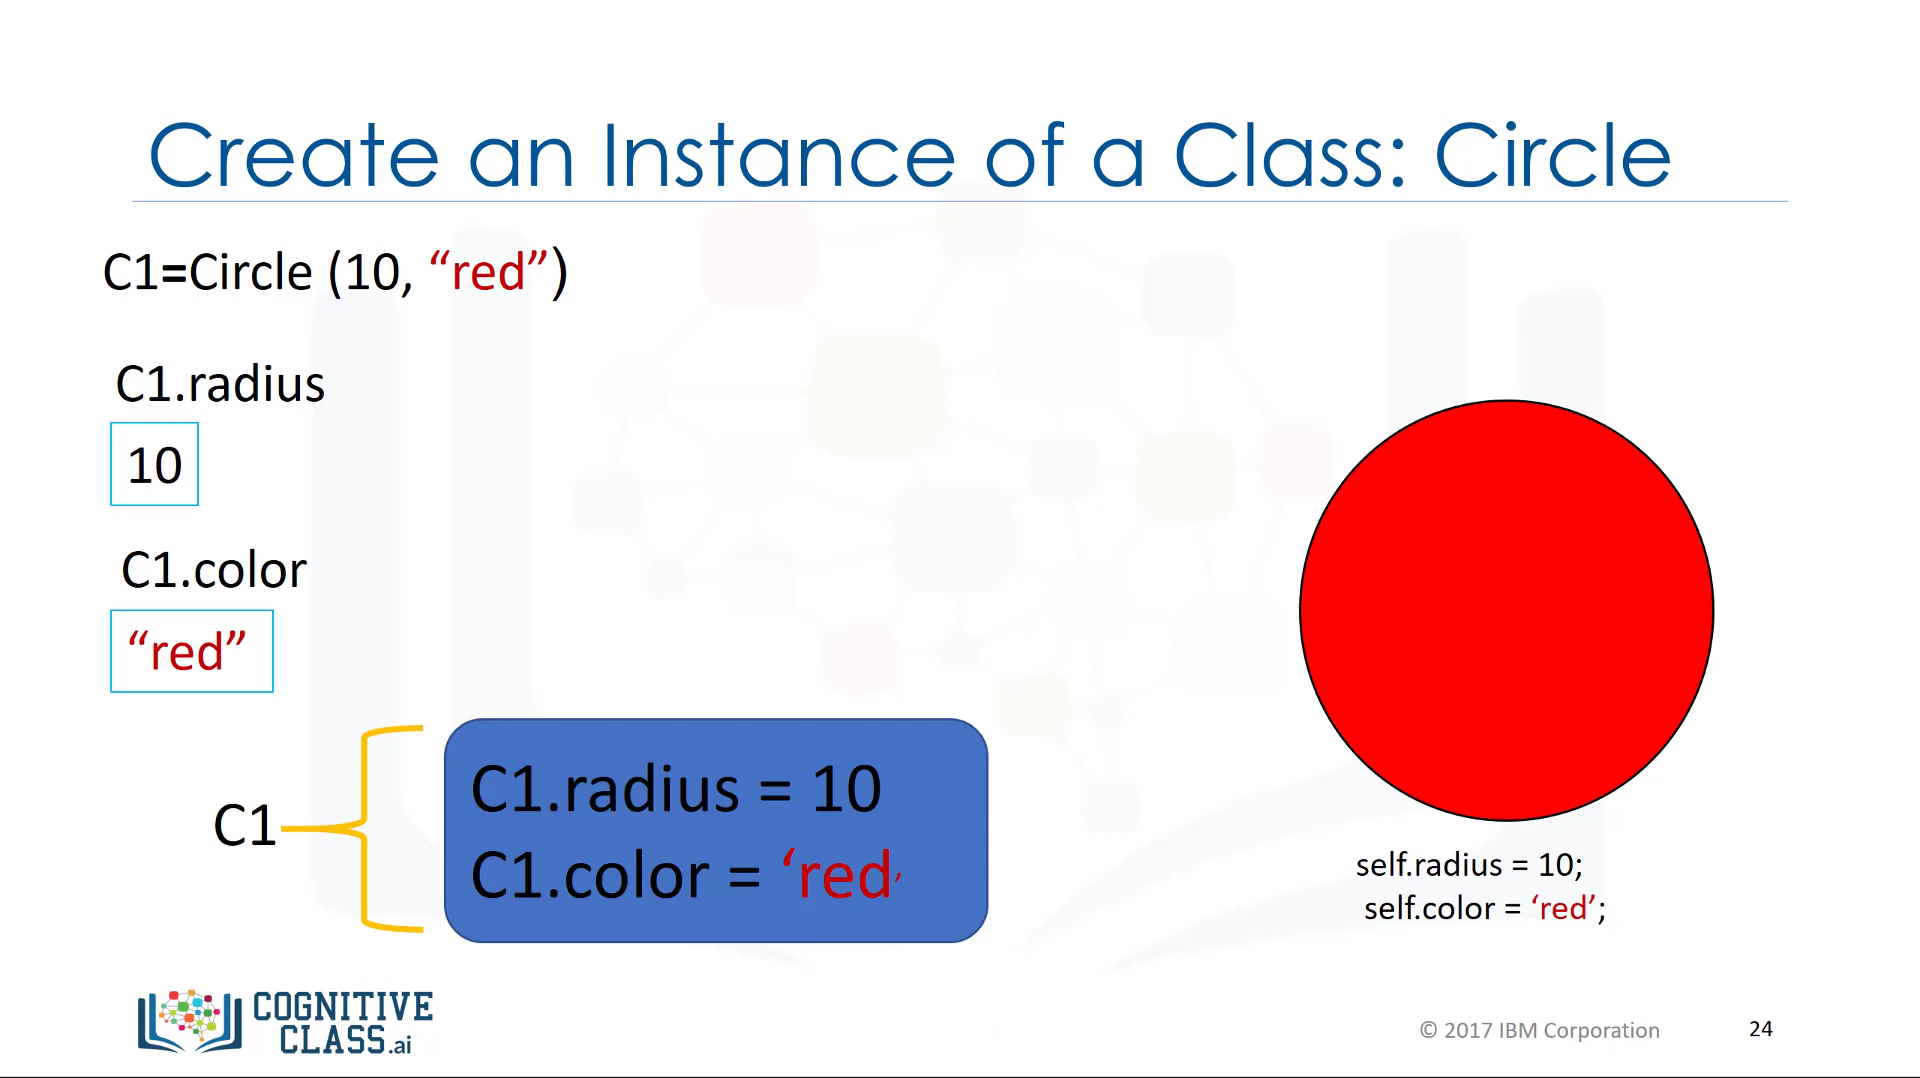 Create an Instance of a Class: Circle
C1=Circle (10, “red”)
C1.radius
10
C1.color
“red”
C1
C1.radius = 10
C1.color = ‘red’
self.radius = 10;
self.color = ‘red’;
COGNITIVE
CLASS.ai
© 2017 IBM Corporation
24